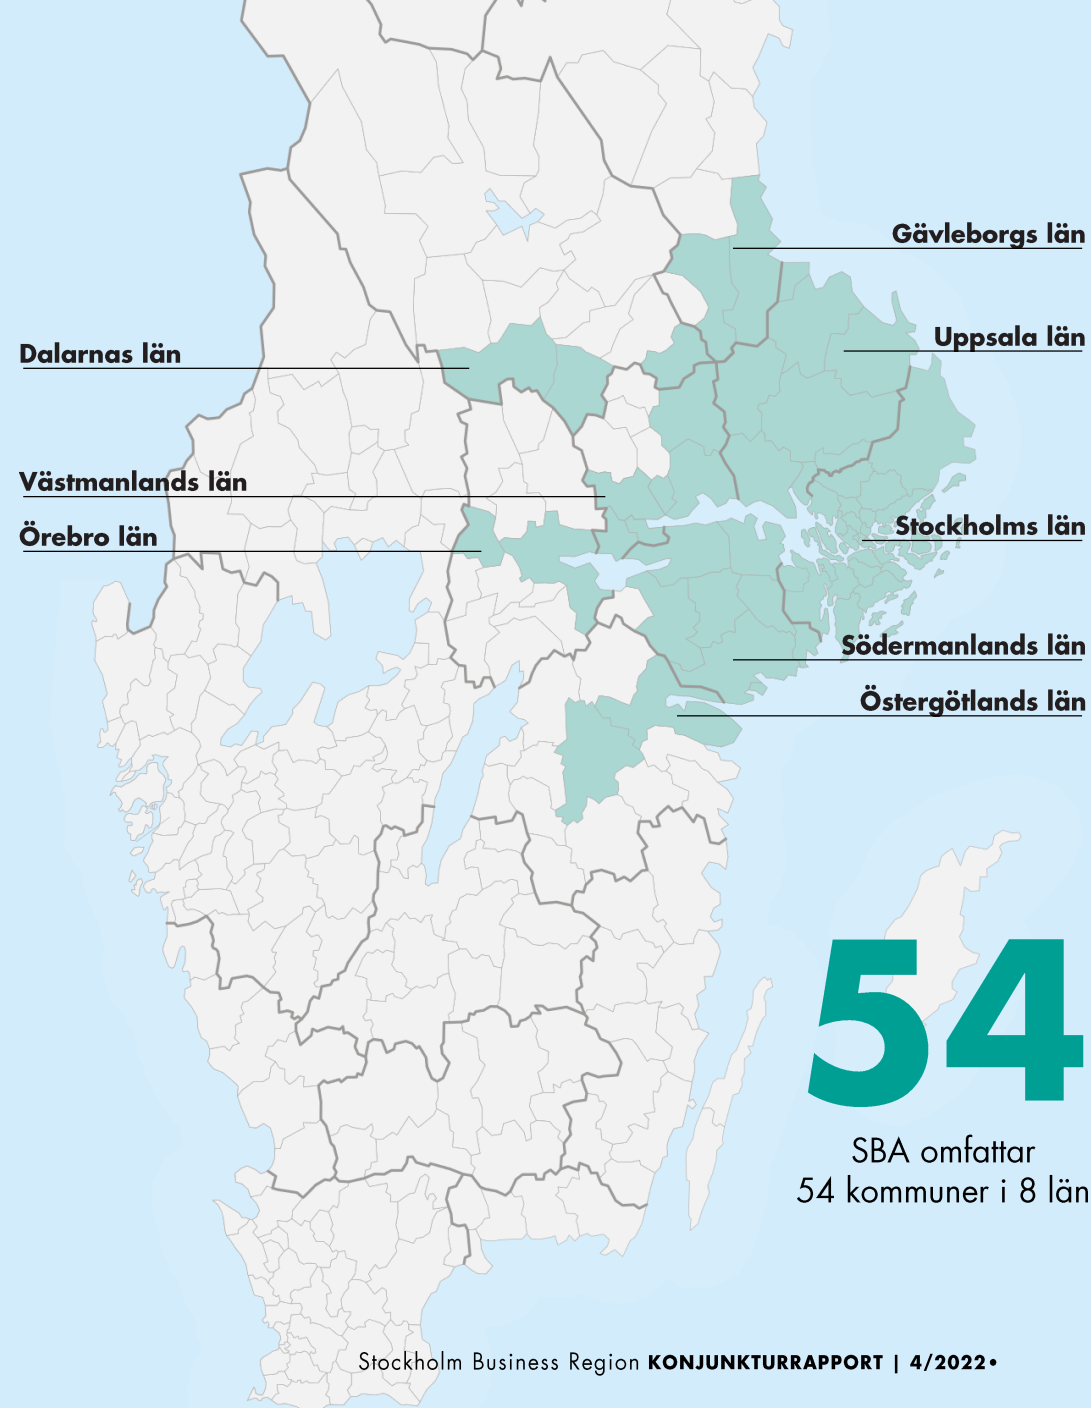 Gävleborgs län
Uppsala län
Dalarnas län
Västmanlands län
Stockholms län
Örebro län
Södermanlands län
Östergötlands län
54
SBA omfattar
54 kommuner i 8 län
Stockholm Business Region KONJUNKTURRAPPORT | 4/2022•